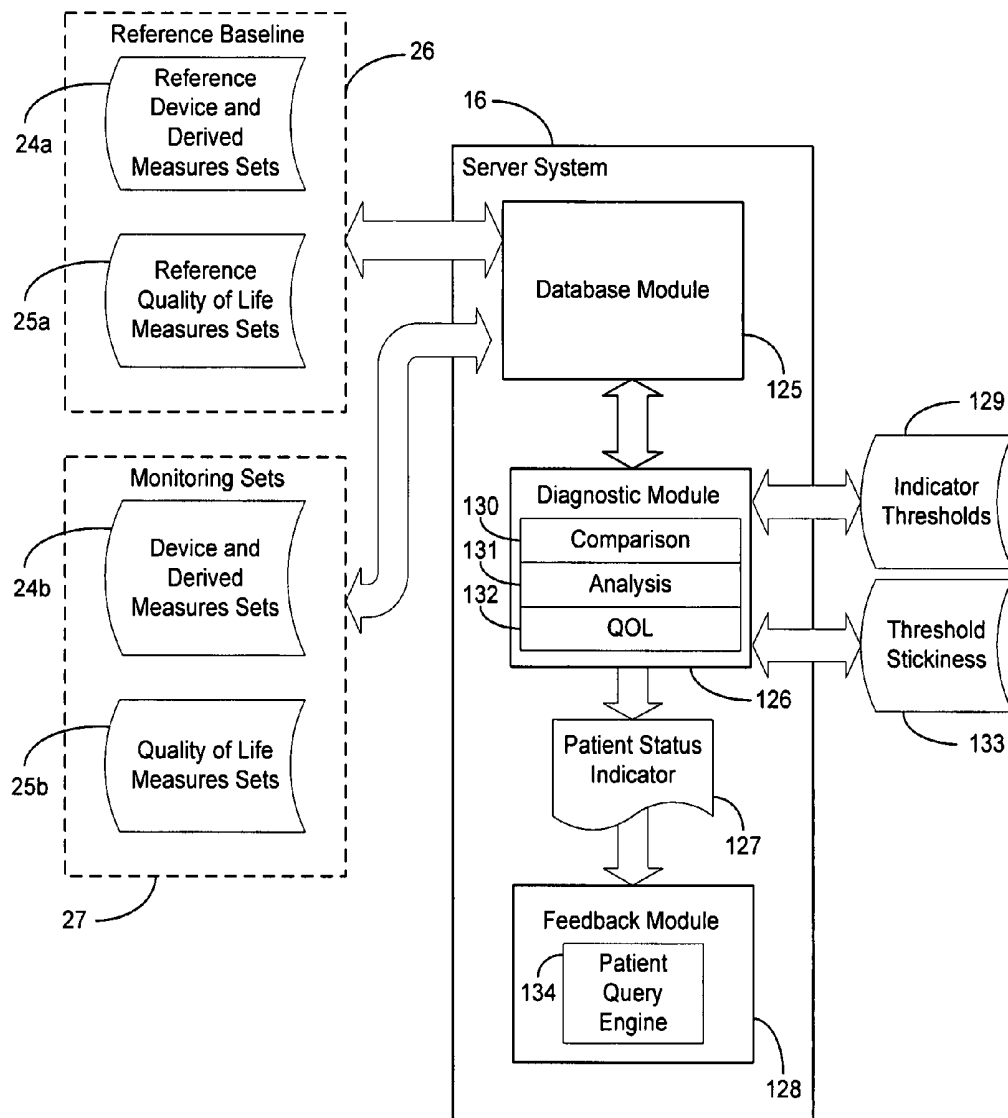 Reference Baseline
26
Reference
Device and
Derived
Measures Sets
24a
16
Server System
Reference
Quality of Life
Measures Sets
25a
Database Module
125
129
Monitoring Sets
Device and
Derived
Measures Sets
24b
Diagnostic Module
130
Comparison
131
Analysis
132
QOL
126
Indicator
Thresholds
Threshold
Stickiness
133
Quality of Life
Measures Sets
25b
27
Patient Status
Indicator
127
Feedback Module
134
Patient
Query
Engine
128